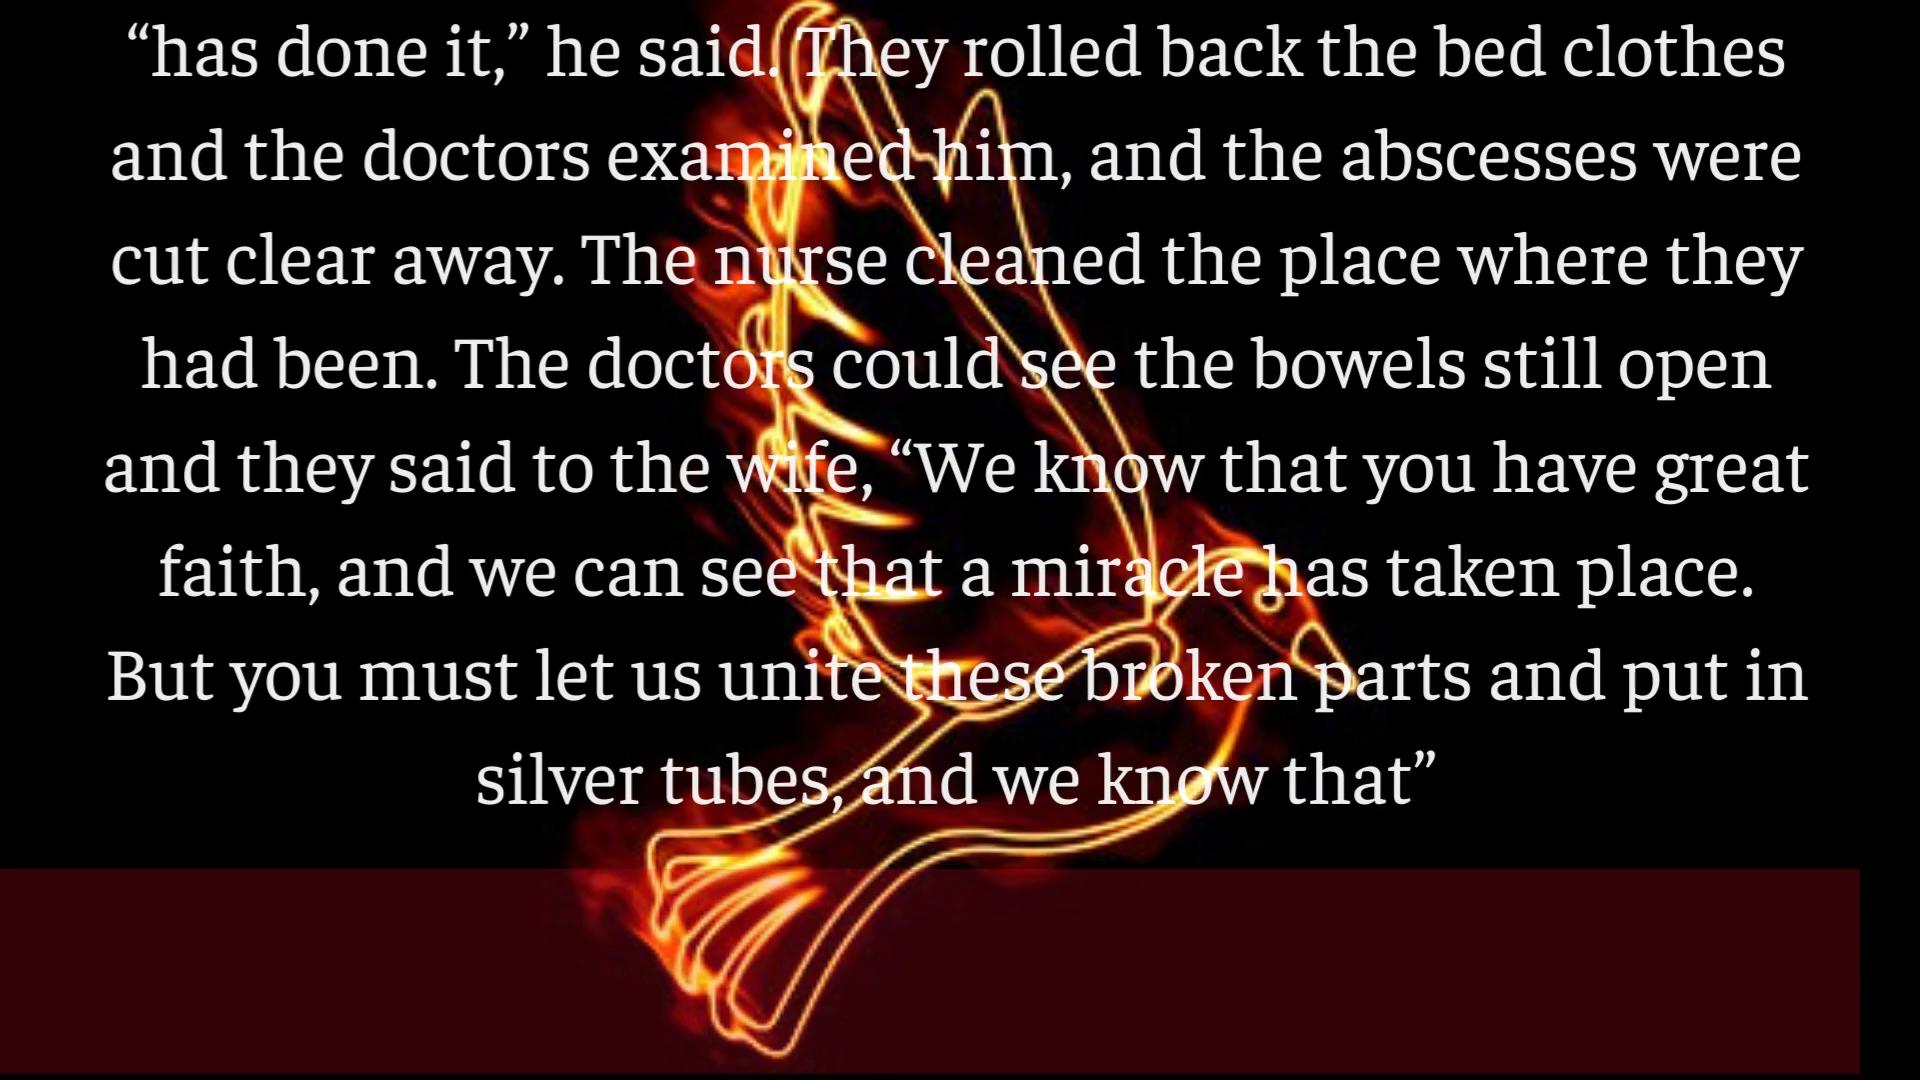 “has done it,” he said. They rolled back the bed clothes
and the doctors examined him, and the abscesses were
cut clear away. The nurse cleaned the place where they
had been. The doctors could see the bowels still open
and they said to the wife, “We know that you have great
faith, and we can see that a miracle has taken place.
But you must let us unite these broken parts and put in
silver tubes, and we know that”